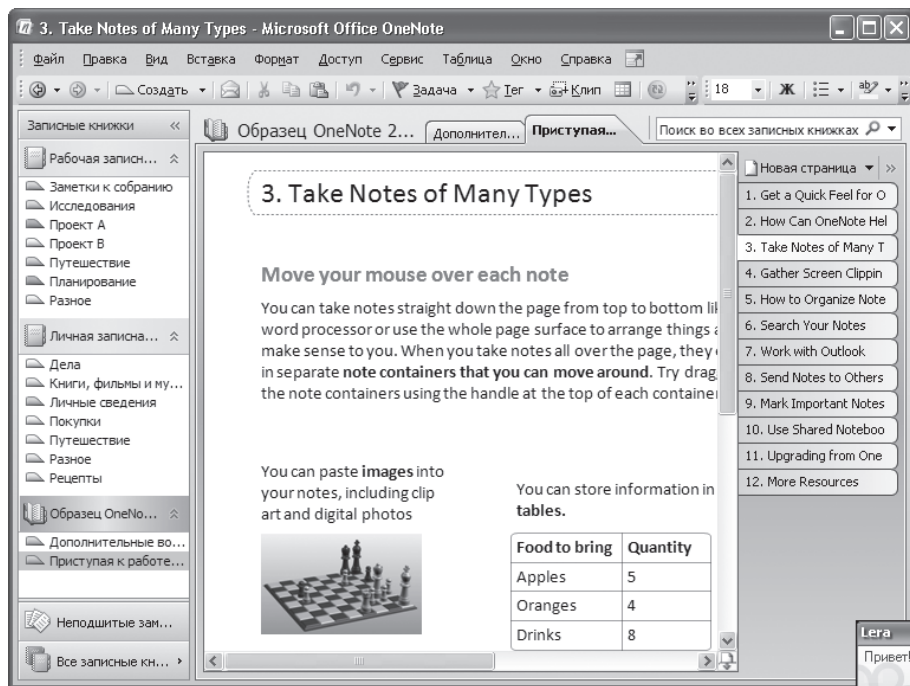 3. Take Notes of Many Types - Microsoft Office OneNote
Файл Правка Вид Вставка Формат Доступ Сервис Таблица Окно Справка
Создать Задача Тег Клип 18 Ж ab
Записные книжки
Рабочая записн...
Заметки к собранию
Исследования
Проект А
Проект В
Путешествие
Планирование
Разное
Личная записна...
Дела
Книги, фильмы и му...
Личные сведения
Покупки
Путешествие
Разное
Рецепты
Образец OneNo...
Дополнительные во...
Приступая к работе...
Неподшитые зам...
Все записные кн...
Образец OneNote 2... Дополнител... Приступая... Поиск во всех записных книжках
3. Take Notes of Many Types
Move your mouse over each note
You can take notes straight down the page from top to bottom lik
word processor or use the whole page surface to arrange things a
make sense to you. When you take notes all over the page, they
in separate note containers that you can move around. Try drag
the note containers using the handle at the top of each container
You can paste images into
your notes, including clip
art and digital photos
You can store information in
tables.
Food to bring Quantity
Apples 5
Oranges 4
Drinks 8
Новая страница
1. Get a Quick Feel for O
2. How Can OneNote Hel
3. Take Notes of Many T
4. Gather Screen Clippin
5. How to Organize Note
6. Search Your Notes
7. Work with Outlook
8. Send Notes to Others
9. Mark Important Notes
10. Use Shared Noteboo
11. Upgrading from One
12. More Resources
Lera
Привет!